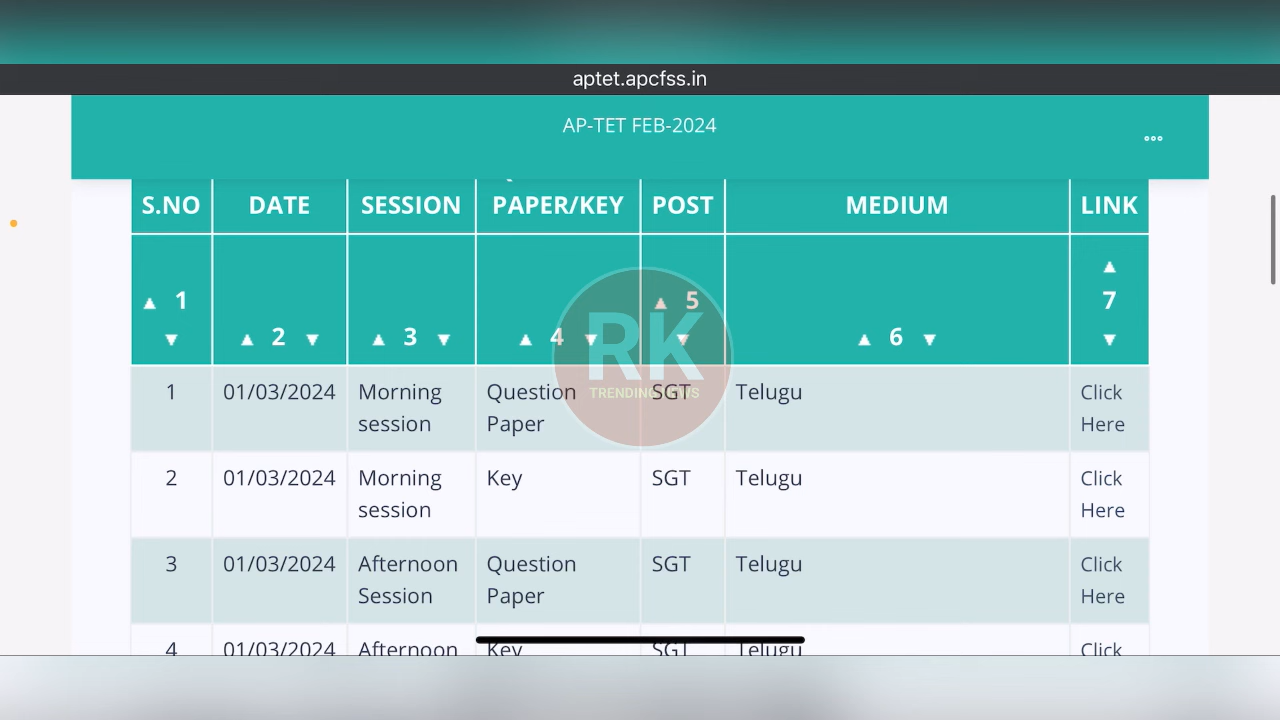 aptet.apcfss.in
AP-TET FEB-2024
S.NO DATE SESSION PAPER/KEY POST MEDIUM LINK
▲ 1 ▼ ▲ 2 ▼ ▲ 3 ▼ ▲ 4 ▼ ▲ 5 ▼ ▲ 6 ▼ ▲ 7 ▼
RK
TRENDING NEWS
1 01/03/2024 Morning session Question Paper SGT Telugu Click Here
2 01/03/2024 Morning session Key SGT Telugu Click Here
3 01/03/2024 Afternoon Session Question Paper SGT Telugu Click Here
4 01/03/2024 Afternoon Key SGT Telugu Click